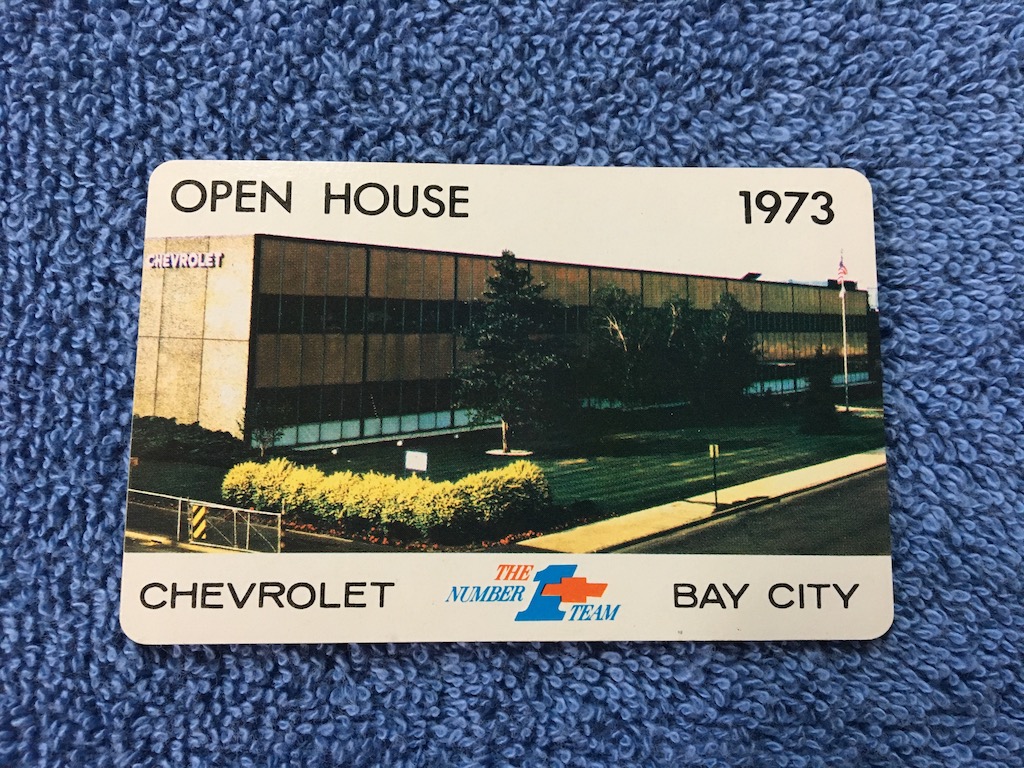 OPEN HOUSE 1973
CHEVROLET
CHEVROLET THE NUMBER 1 TEAM BAY CITY